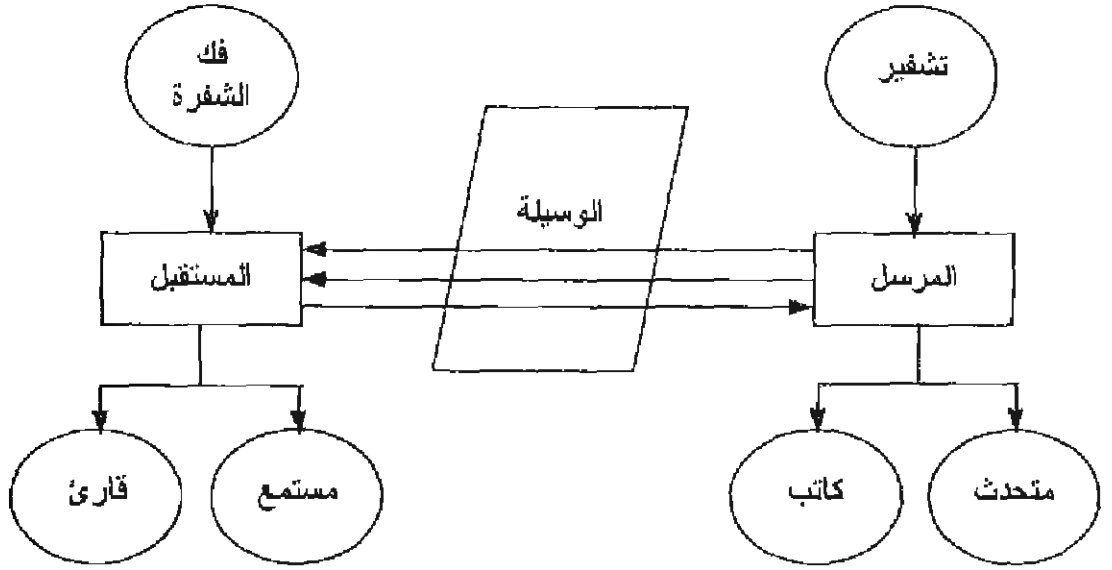 تشفير
فك
الشفرة
الوسيلة
المرسل
المستقبل
متحدث
كاتب
مستمع
قارئ